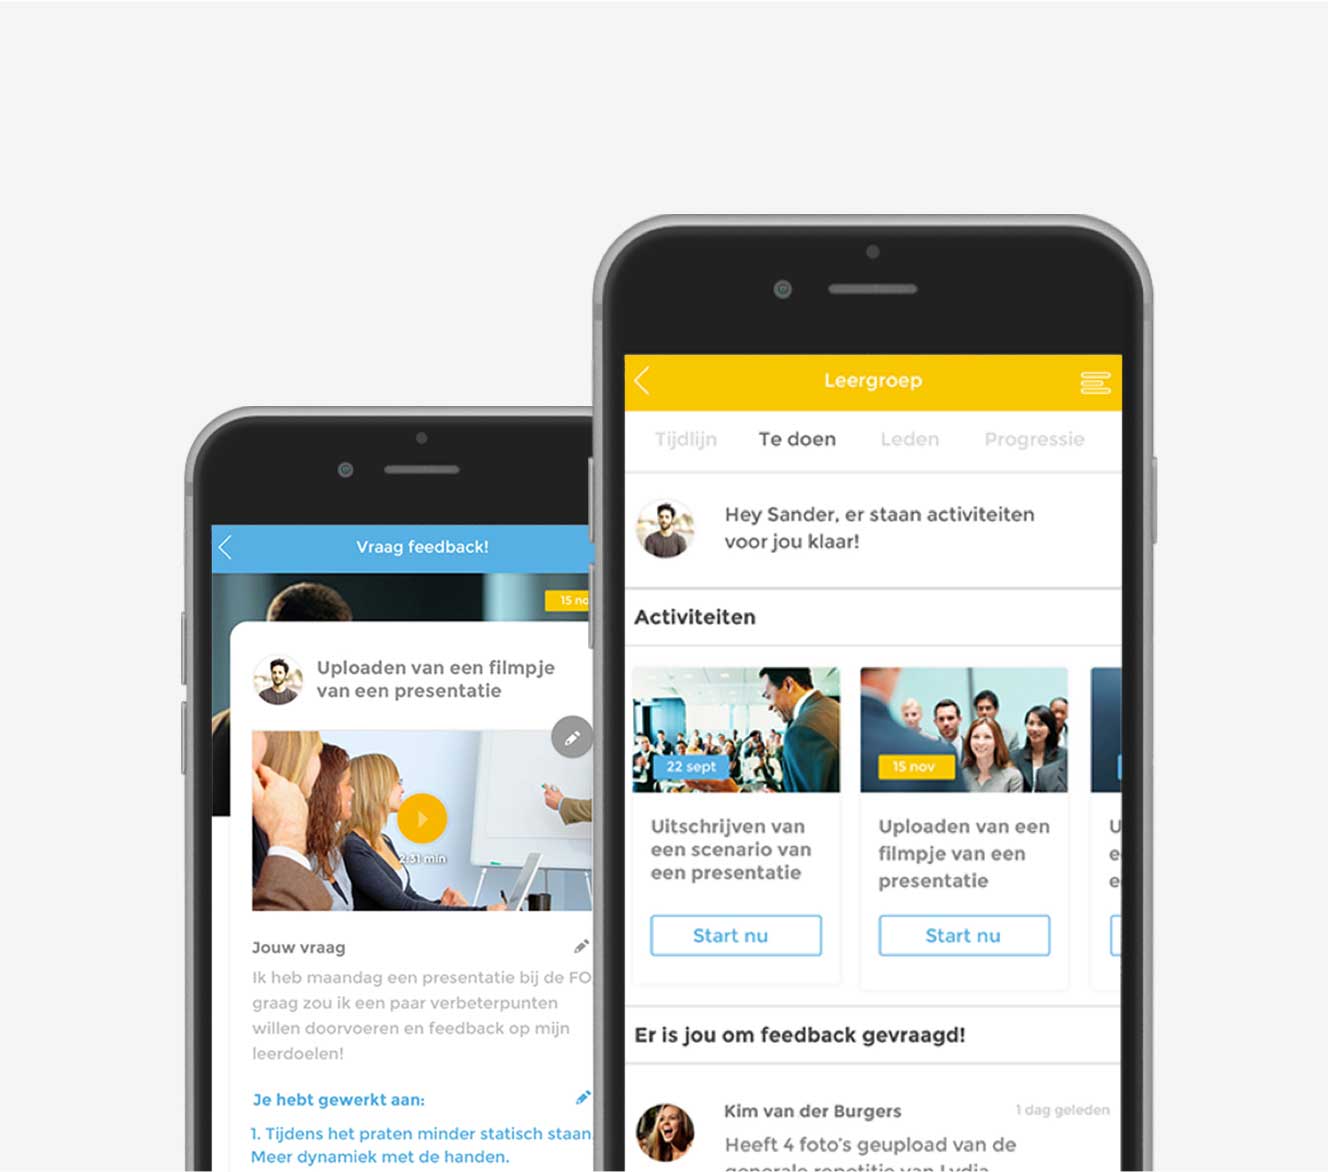 Vraag feedback!
15 no
Uploaden van een filmpje
van een presentatie
2:31 min
Jouw vraag
Ik heb maandag een presentatie bij de FO
graag zou ik een paar verbeterpunten
willen doorvoeren en feedback op mijn
leerdoelen!
Je hebt gewerkt aan:
1. Tijdens het praten minder statisch staan.
Meer dynamiek met de handen.
Leergroep
Tijdlijn Te doen Leden Progressie
Hey Sander, er staan activiteiten
voor jou klaar!
Activiteiten
22 sept
Uitschrijven van
een scenario van
een presentatie
Start nu
15 nov
Uploaden van een
filmpje van een
presentatie
Start nu
U
e
e
Er is jou om feedback gevraagd!
Kim van der Burgers 1 dag geleden
Heeft 4 foto's geupload van de
generale repetitie van Lydia